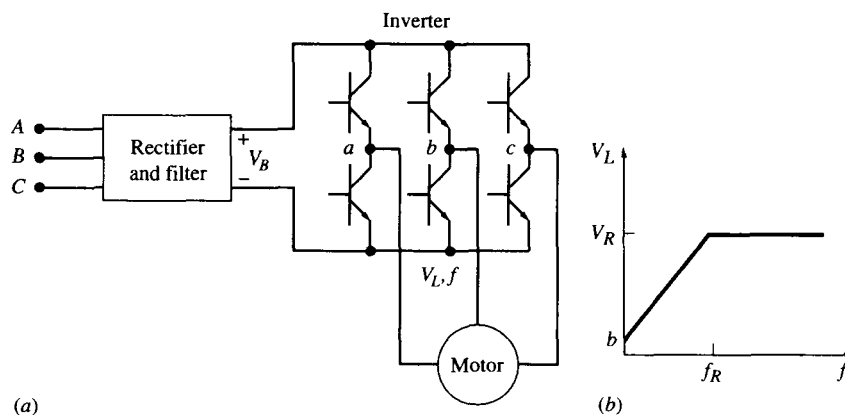 Inverter
A
B
C
Rectifier
and filter
+
V_B
−
a
b
c
V_L, f
Motor
(a)
V_L
V_R
b
f_R
f
(b)